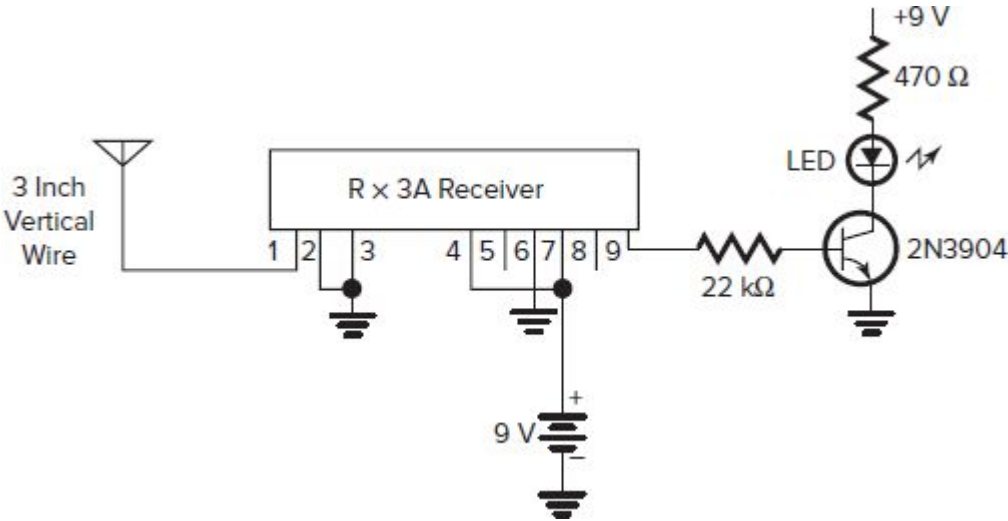 +9 V
470 Ω
LED
3 Inch
Vertical
Wire
R × 3A Receiver
1 2 3 4 5 6 7 8 9
2N3904
22 kΩ
+
9 V
−